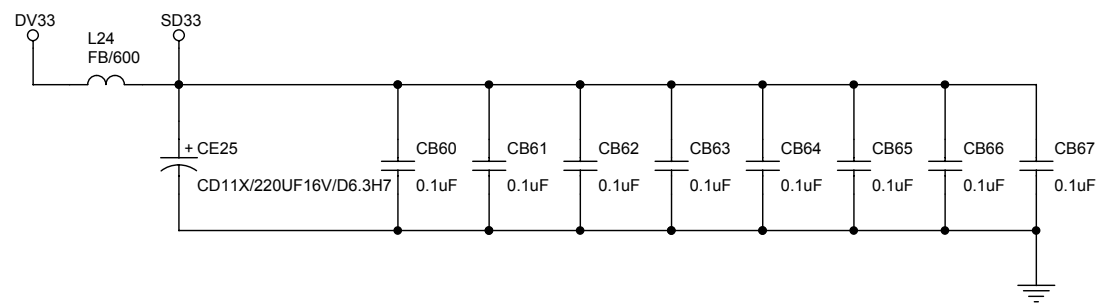 DV33
SD33
L24
FB/600
+ CE25
CD11X/220UF16V/D6.3H7
CB60
0.1uF
CB61
0.1uF
CB62
0.1uF
CB63
0.1uF
CB64
0.1uF
CB65
0.1uF
CB66
0.1uF
CB67
0.1uF